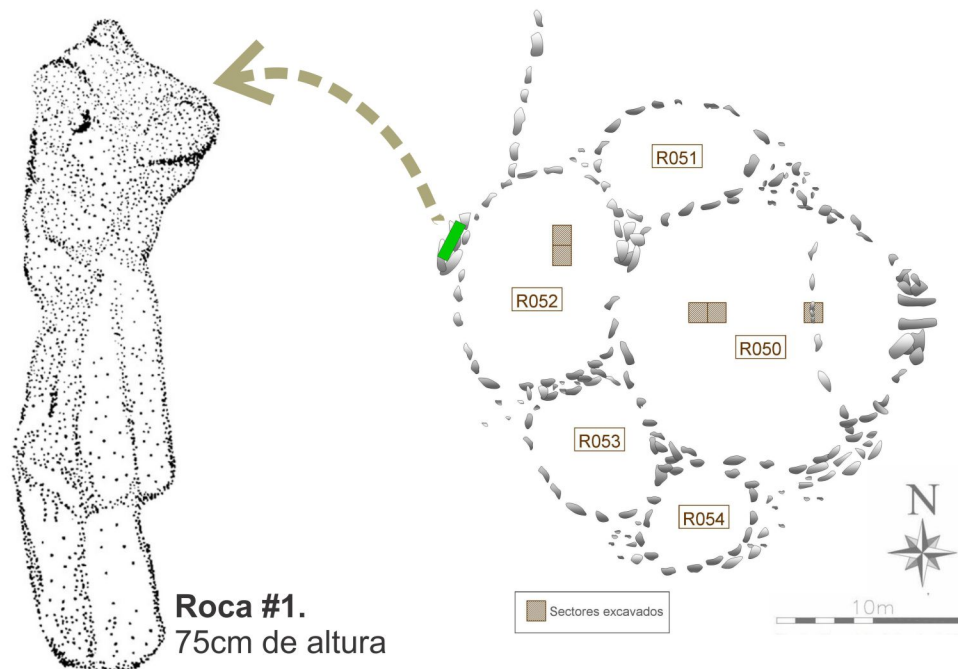 R051
R052
R050
R053
R054
N
Roca #1.
75cm de altura
Sectores excavados
10m